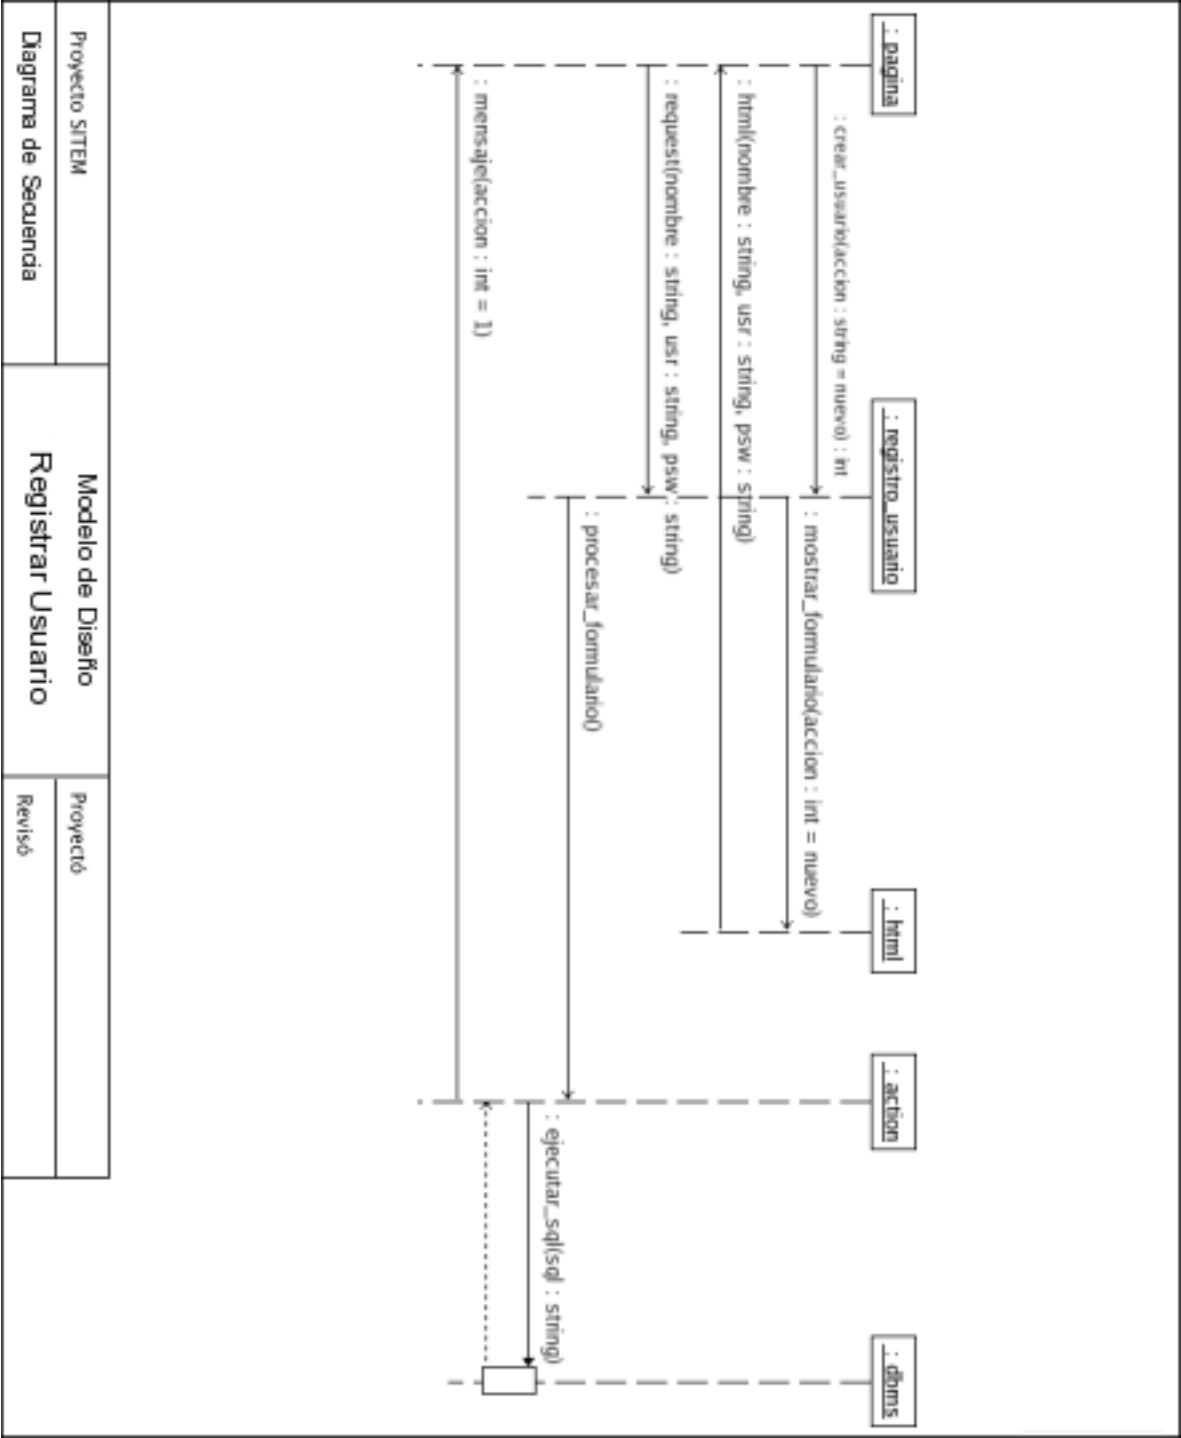 : pagina
: registro_usuario
: html
: action
: dbms
: crear_usuario(accion : string = nuevo) : int
: mostrar_formulario(accion : int = nuevo)
: html(nombre : string, usr : string, psw : string)
: request(nombre : string, usr : string, psw : string)
: procesar_formulario()
: ejecutar_sql(sql : string)
: mensaje(accion : int = 1)
Proyecto SITEM
Diagrama de Secuencia
Modelo de Diseño
Registrar Usuario
Proyectó
Revisó